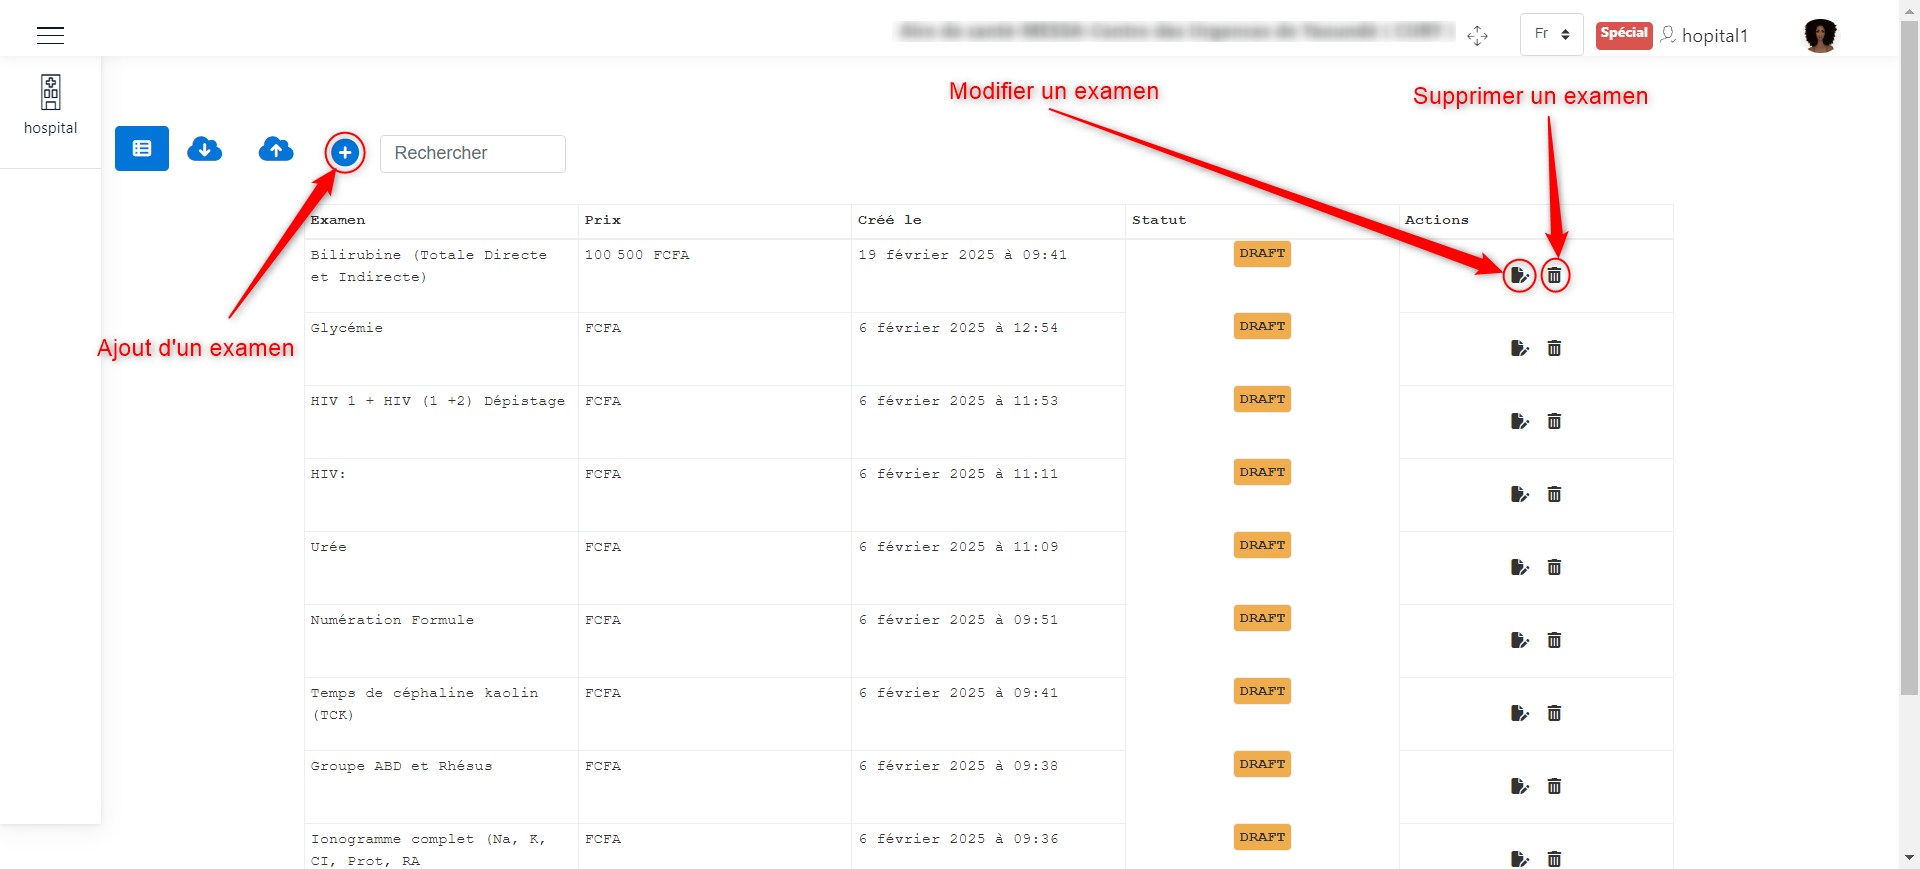 Fr
Spécial
hopital1
hospital
Modifier un examen
Supprimer un examen
Rechercher
Ajout d'un examen
Examen Prix Créé le Statut Actions
Bilirubine (Totale Directe et Indirecte) 100 500 FCFA 19 février 2025 à 09:41 DRAFT
Glycémie FCFA 6 février 2025 à 12:54 DRAFT
HIV 1 + HIV (1 +2) Dépistage FCFA 6 février 2025 à 11:53 DRAFT
HIV: FCFA 6 février 2025 à 11:11 DRAFT
Urée FCFA 6 février 2025 à 11:09 DRAFT
Numération Formule FCFA 6 février 2025 à 09:51 DRAFT
Temps de céphaline kaolin (TCK) FCFA 6 février 2025 à 09:41 DRAFT
Groupe ABD et Rhésus FCFA 6 février 2025 à 09:38 DRAFT
Ionogramme complet (Na, K, CI, Prot, RA FCFA 6 février 2025 à 09:36 DRAFT